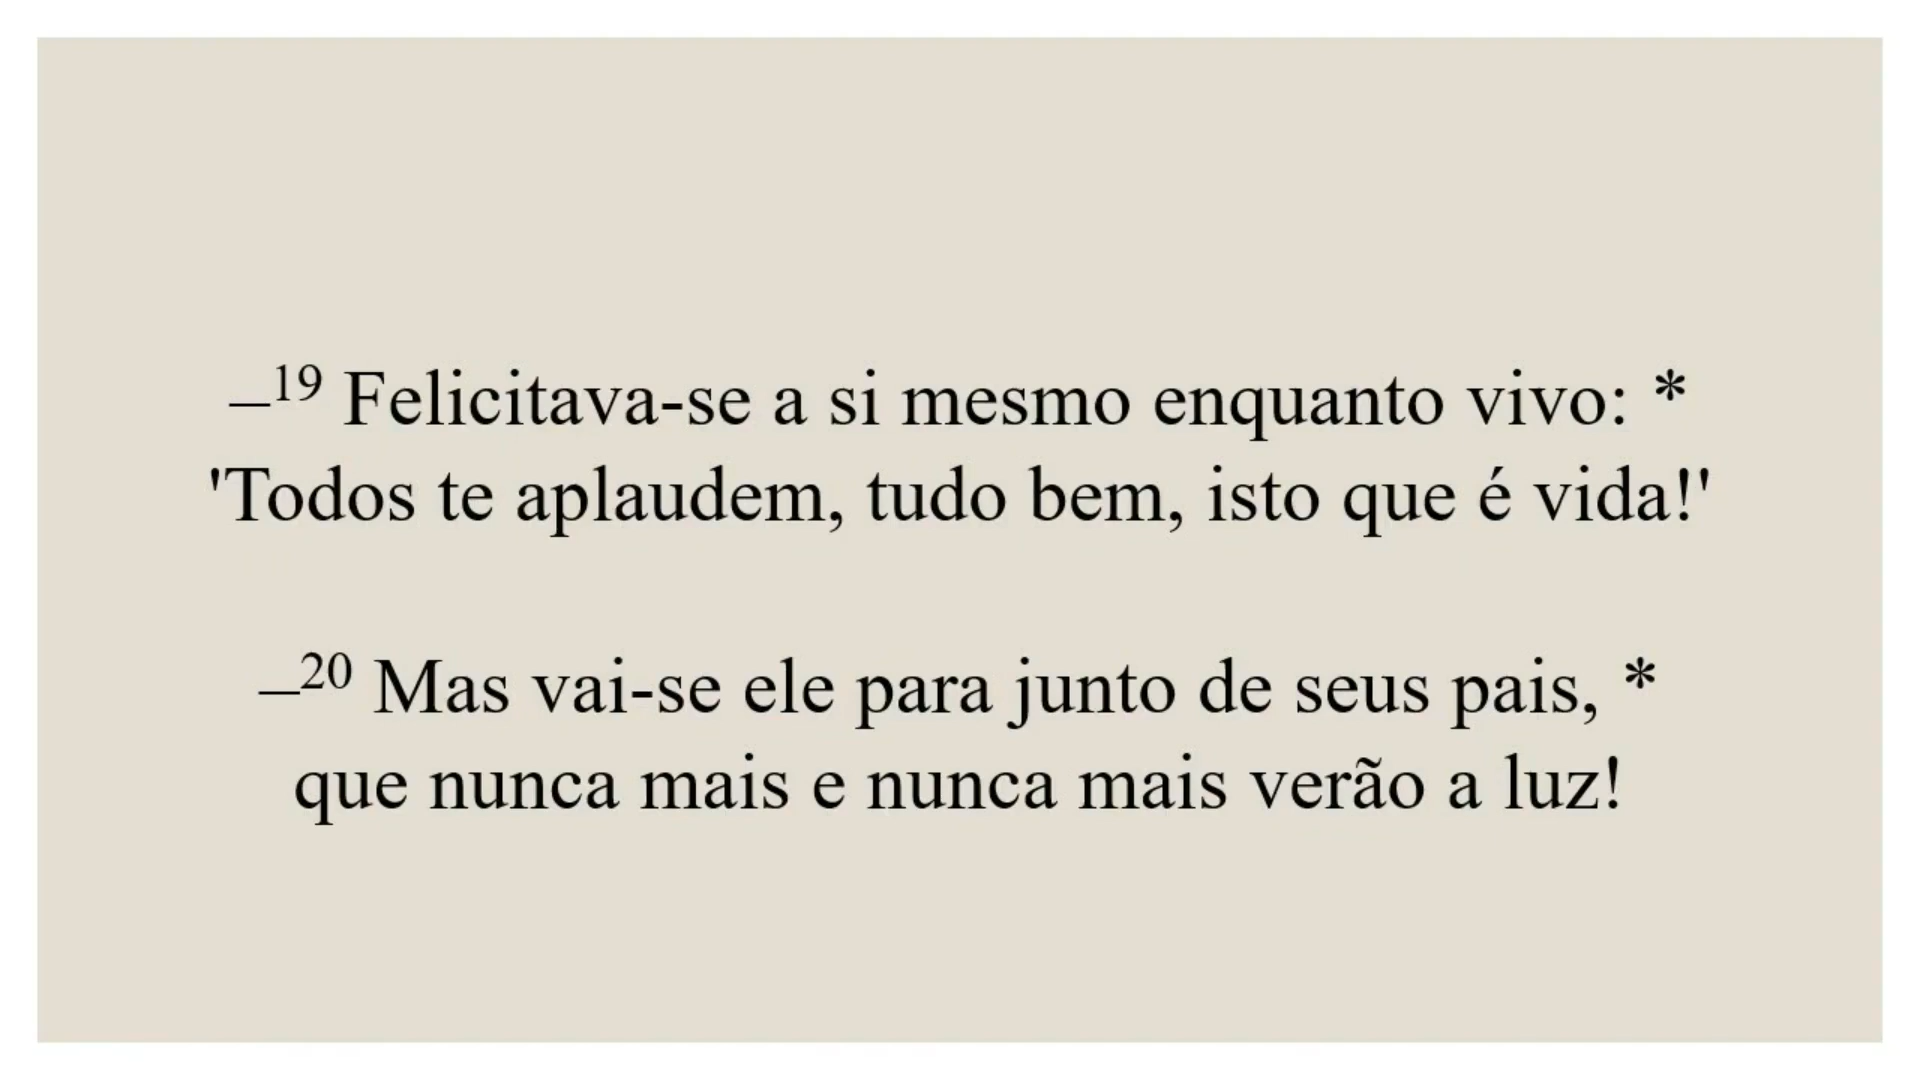 –19 Felicitava-se a si mesmo enquanto vivo: *
'Todos te aplaudem, tudo bem, isto que é vida!'
–20 Mas vai-se ele para junto de seus pais, *
que nunca mais e nunca mais verão a luz!